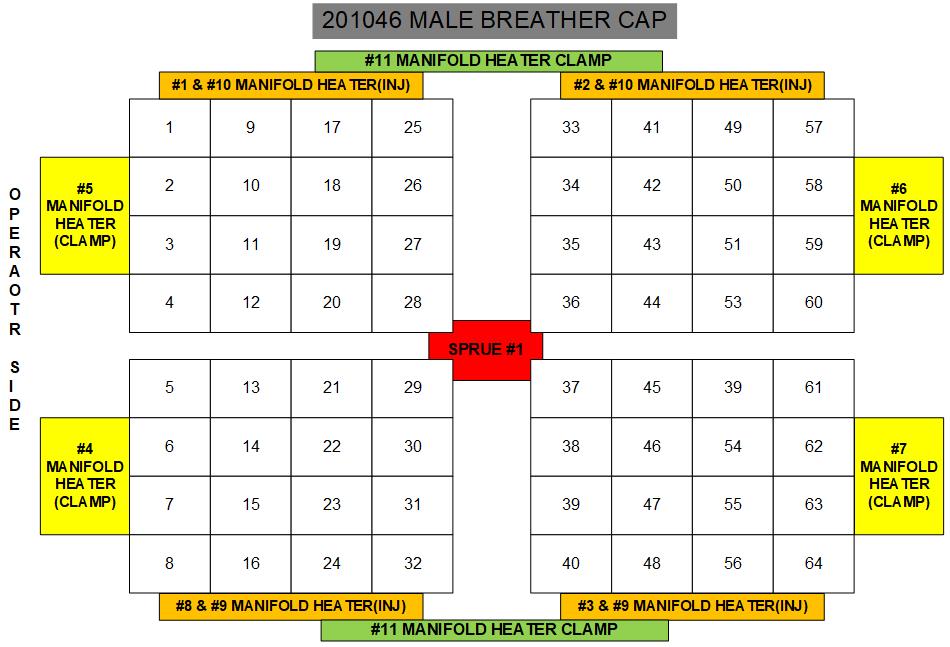 201046 MALE BREATHER CAP
#11 MANIFOLD HEATER CLAMP
#1 & #10 MANIFOLD HEATER(INJ)
#2 & #10 MANIFOLD HEATER(INJ)
1 9 17 25 33 41 49 57
2 10 18 26 34 42 50 58
3 11 19 27 35 43 51 59
4 12 20 28 36 44 53 60
#5
MANIFOLD
HEATER
(CLAMP)
#6
MANIFOLD
HEATER
(CLAMP)
OPERAOTR SIDE
SPRUE #1
5 13 21 29 37 45 39 61
6 14 22 30 38 46 54 62
7 15 23 31 39 47 55 63
8 16 24 32 40 48 56 64
#4
MANIFOLD
HEATER
(CLAMP)
#7
MANIFOLD
HEATER
(CLAMP)
#8 & #9 MANIFOLD HEATER(INJ)
#3 & #9 MANIFOLD HEATER(INJ)
#11 MANIFOLD HEATER CLAMP